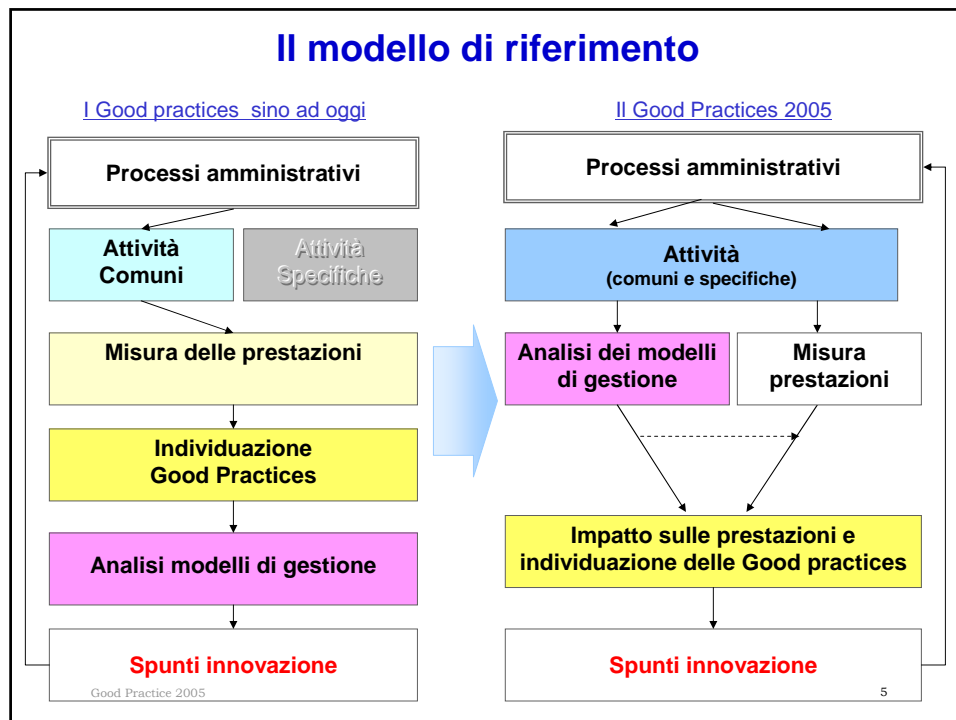 Il modello di riferimento
I Good practices sino ad oggi
Processi amministrativi
Attività
Comuni
Attività
Specifiche
Misura delle prestazioni
Individuazione
Good Practices
Analisi modelli di gestione
Spunti innovazione
Il Good Practices 2005
Processi amministrativi
Attività
(comuni e specifiche)
Analisi dei modelli
di gestione
Misura
prestazioni
Impatto sulle prestazioni e
individuazione delle Good practices
Spunti innovazione
Good Practice 2005
5